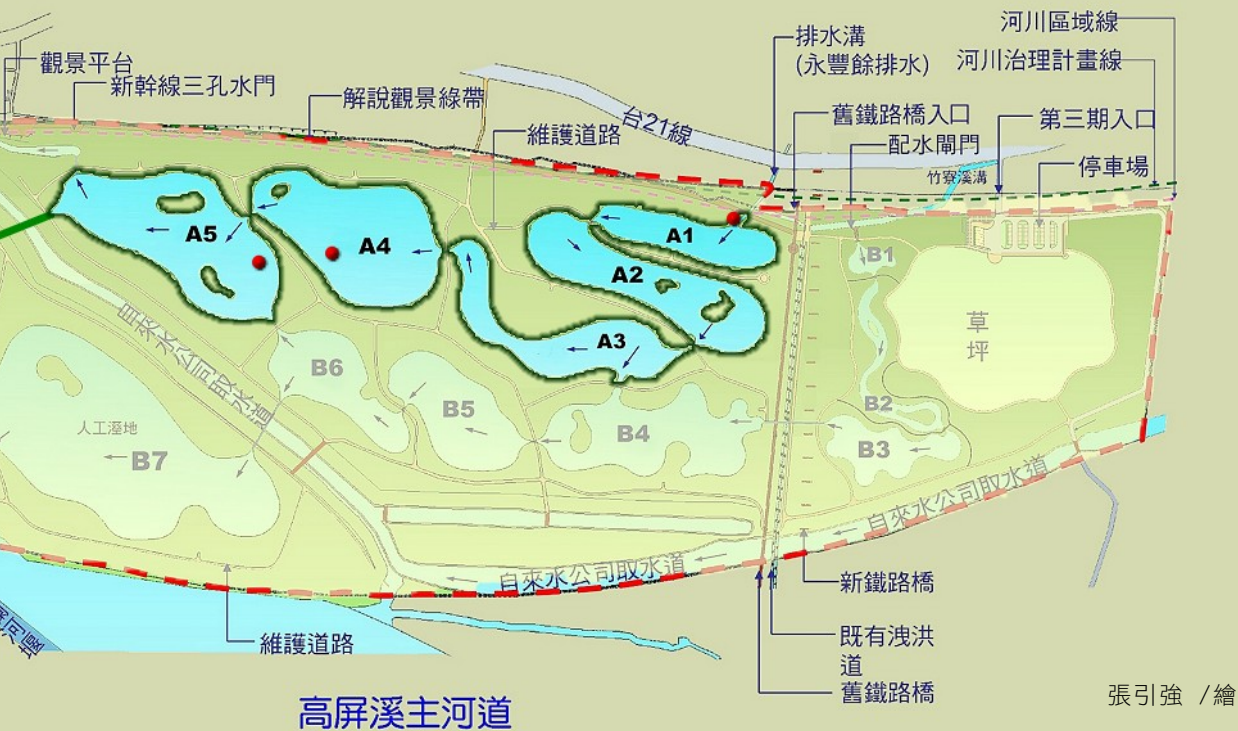 河川區域線
河川治理計畫線
排水溝
(永豐餘排水)
觀景平台
新幹線三孔水門
解說觀景綠帶
維護道路
台21線
舊鐵路橋入口
配水閘門
第三期入口
竹寮溪溝
停車場
A5
A4
A1
A2
A3
B1
B2
B3
B4
B5
B6
B7
草
坪
人工溼地
自來水公司取水道
自來水公司取水道
自來水公司取水道
新鐵路橋
既有洩洪
道
舊鐵路橋
維護道路
高屏溪主河道
張引強 /繪